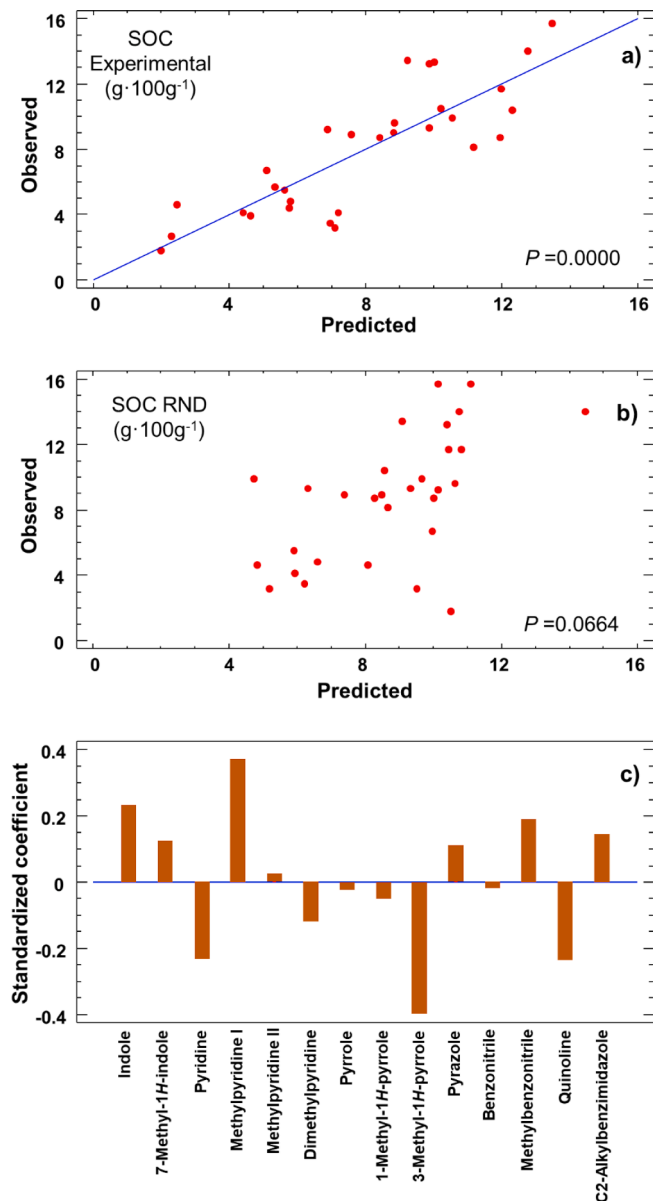 16
12
8
4
0
Observed
SOC
Experimental
(g·100g⁻¹)
a)
P =0.0000
0 4 8 12 16
Predicted
16
12
8
4
0
Observed
SOC RND
(g·100g⁻¹)
b)
P =0.0664
0 4 8 12 16
Predicted
0.4
0.2
0
-0.2
-0.4
Standardized coefficient
c)
Indole
7-Methyl-1H-indole
Pyridine
Methylpyridine I
Methylpyridine II
Dimethylpyridine
Pyrrole
1-Methyl-1H-pyrrole
3-Methyl-1H-pyrrole
Pyrazole
Benzonitrile
Methylbenzonitrile
Quinoline
C2-Alkylbenzimidazole